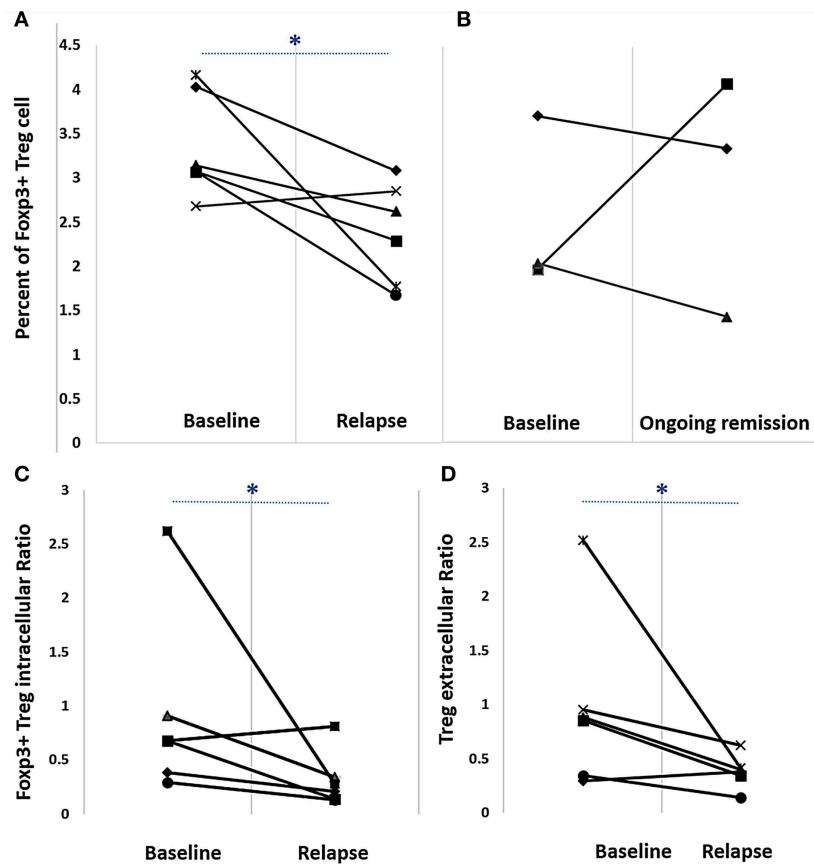 A
B
4.5
4
3.5
3
2.5
2
1.5
1
0.5
0
Percent of Foxp3+ Treg cell
*
Baseline
Relapse
Baseline
Ongoing remission
C
D
3
2.5
2
1.5
1
0.5
0
Foxp3+ Treg intracellular Ratio
*
Baseline
Relapse
3
2.5
2
1.5
1
0.5
0
Treg extracellular Ratio
*
Baseline
Relapse